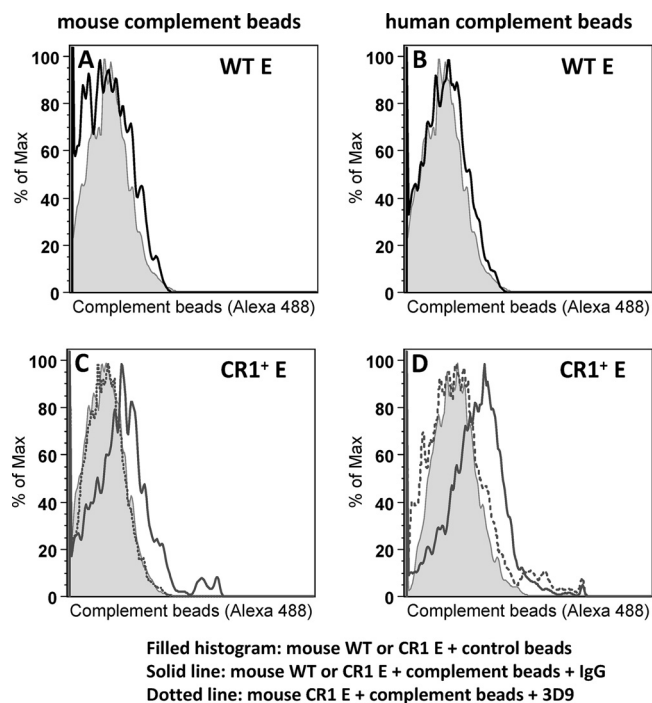 mouse complement beads
human complement beads
A
WT E
% of Max
100
80
60
40
20
0
Complement beads (Alexa 488)
B
WT E
% of Max
100
80
60
40
20
0
Complement beads (Alexa 488)
C
CR1⁺ E
% of Max
100
80
60
40
20
0
Complement beads (Alexa 488)
D
CR1⁺ E
% of Max
100
80
60
40
20
0
Complement beads (Alexa 488)
Filled histogram: mouse WT or CR1 E + control beads
Solid line: mouse WT or CR1 E + complement beads + IgG
Dotted line: mouse CR1 E + complement beads + 3D9